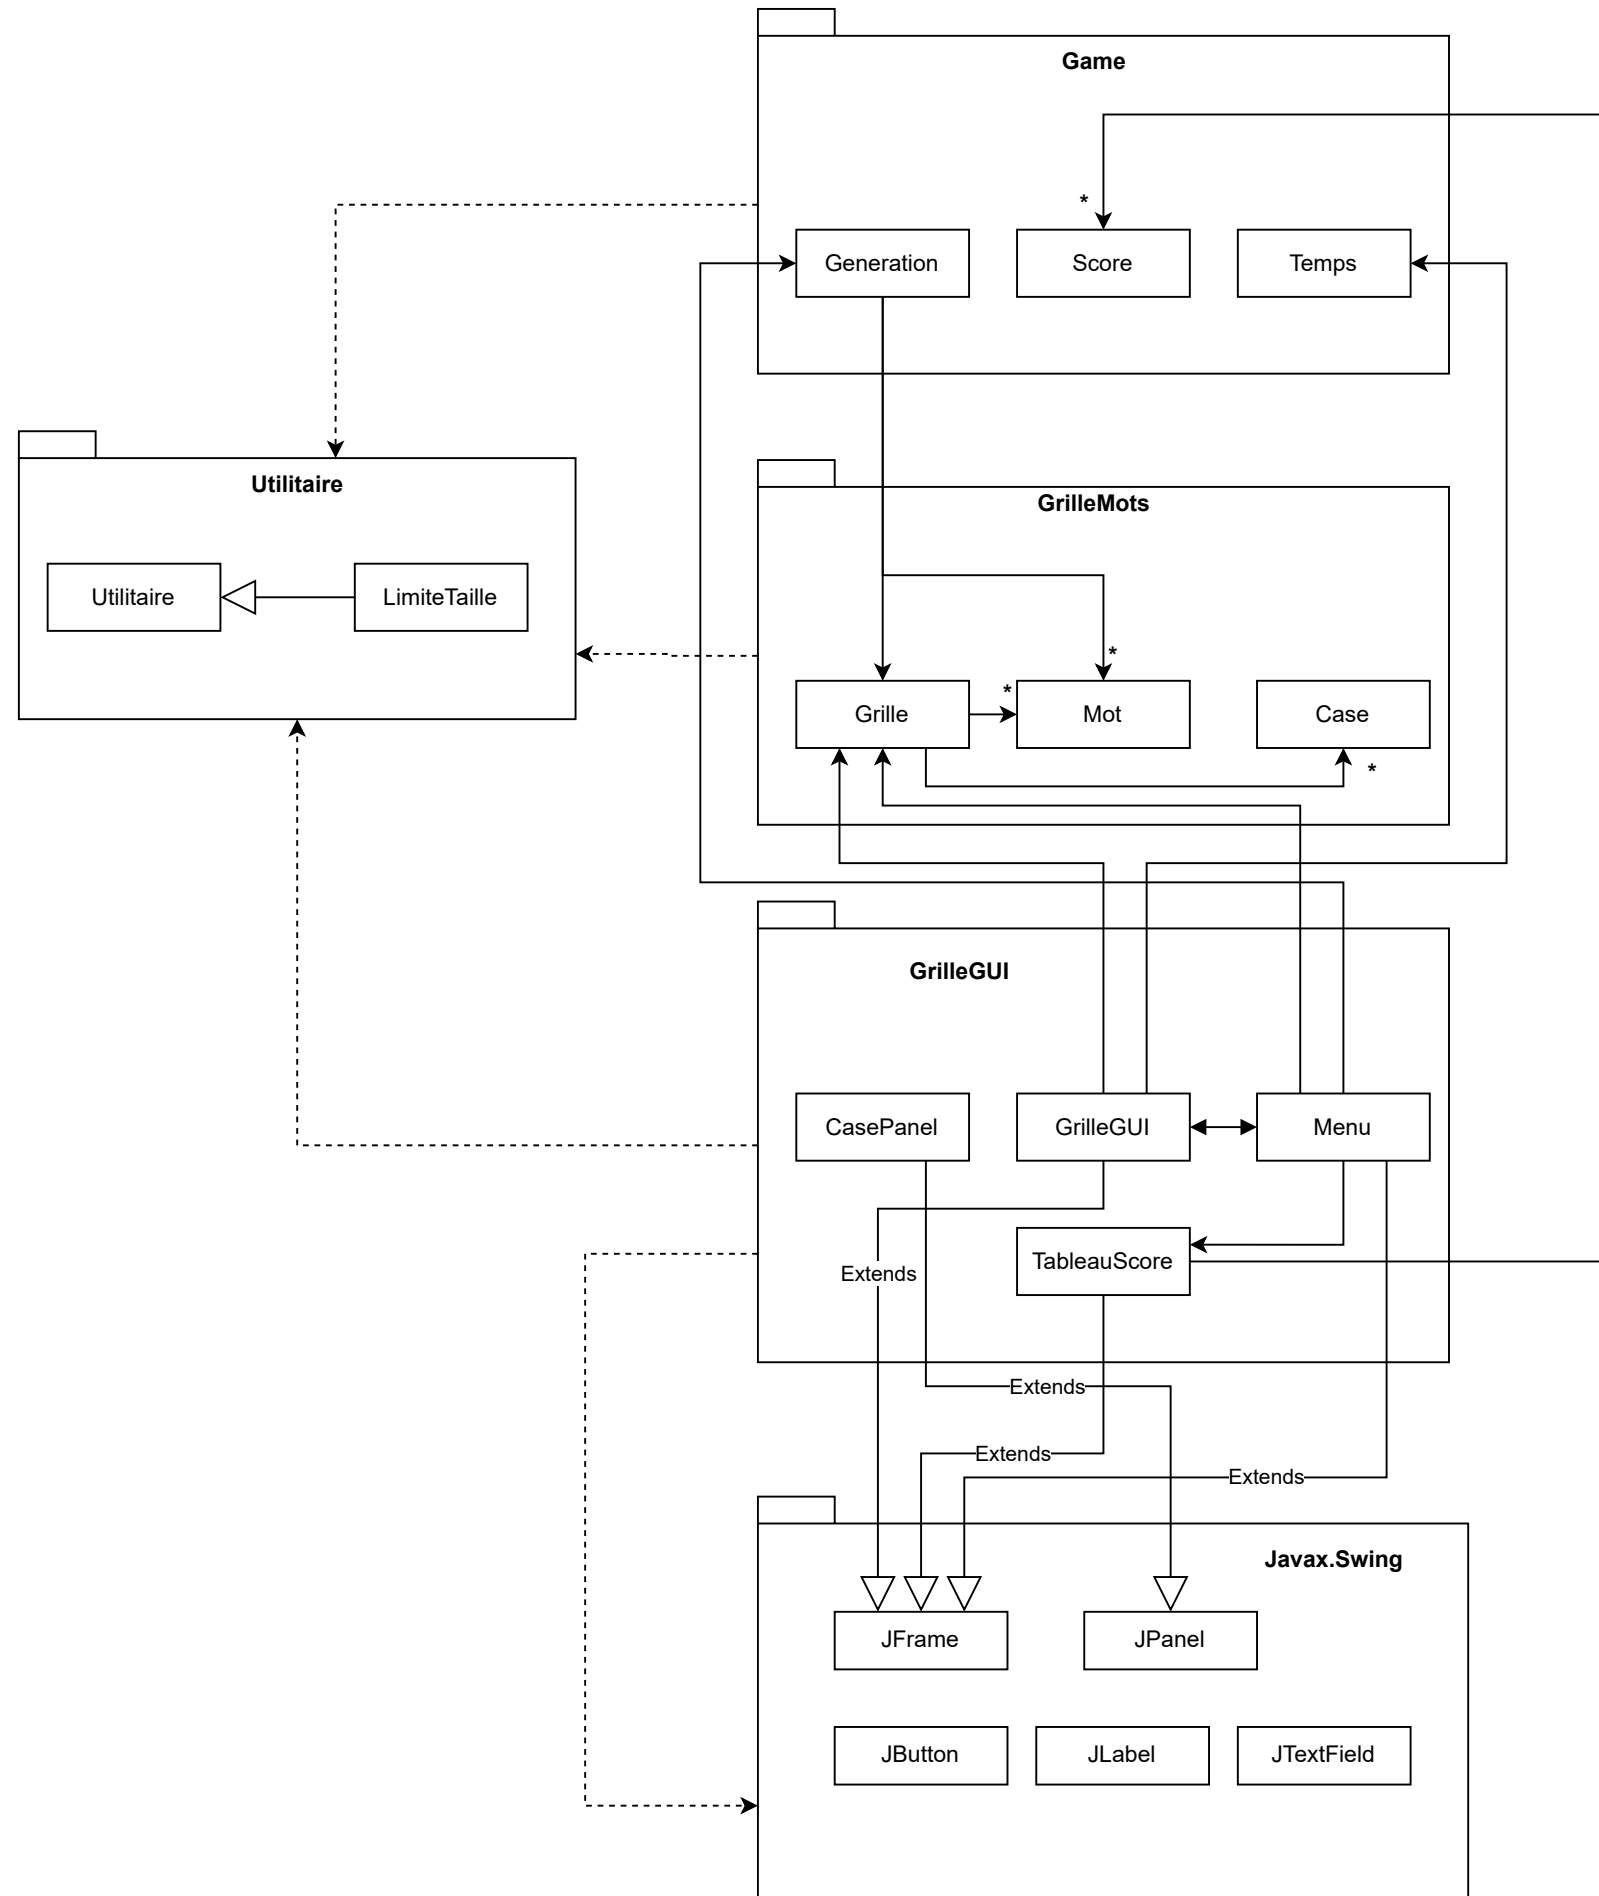 Game
*
Generation
Score
Temps
Utilitaire
GrilleMots
Utilitaire
LimiteTaille
*
*
Grille
Mot
Case
*
GrilleGUI
CasePanel
GrilleGUI
Menu
TableauScore
Extends
Extends
Extends
Extends
Javax.Swing
JFrame
JPanel
JButton
JLabel
JTextField